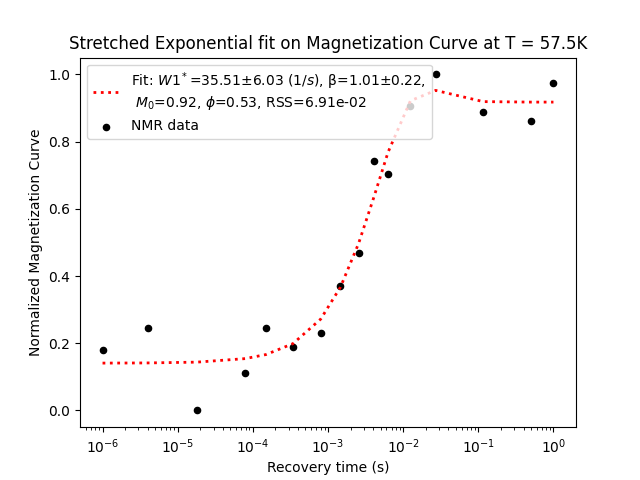 Stretched Exponential fit on Magnetization Curve at T = 57.5K
Fit: W1*=35.51±6.03 (1/s), β=1.01±0.22,
M₀=0.92, ϕ=0.53, RSS=6.91e-02
NMR data
Normalized Magnetization Curve
1.0
0.8
0.6
0.4
0.2
0.0
10⁻⁶ 10⁻⁵ 10⁻⁴ 10⁻³ 10⁻² 10⁻¹ 10⁰
Recovery time (s)